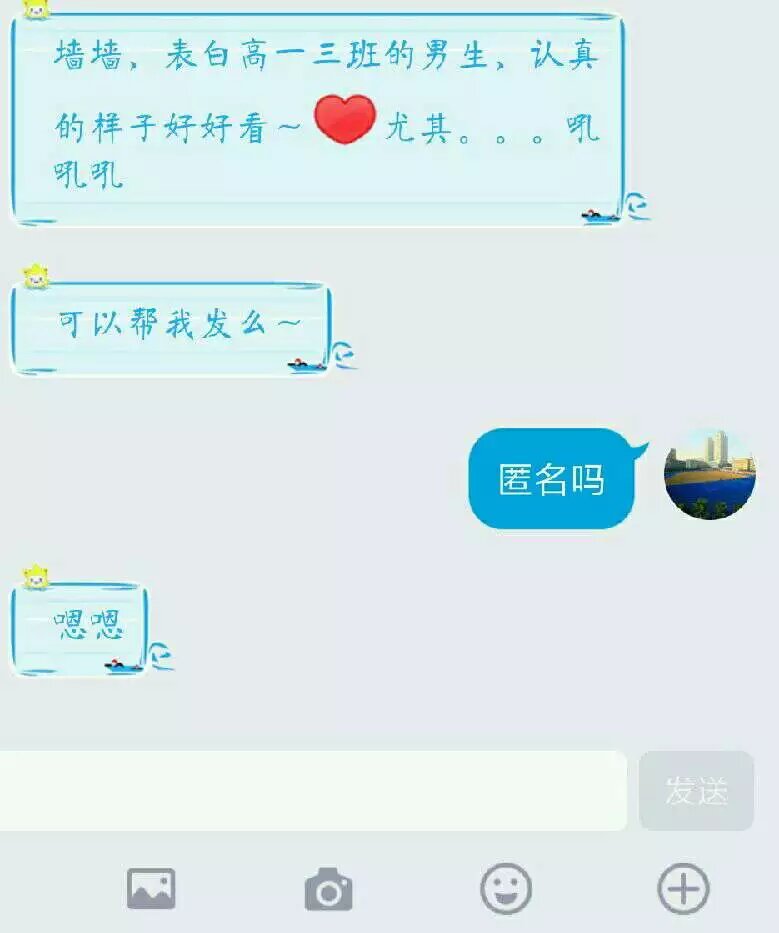 墙墙，表白高一三班的男生，认真
的样子好好看～❤尤其。。。吼
吼吼
可以帮我发么～
匿名吗
嗯嗯
发送